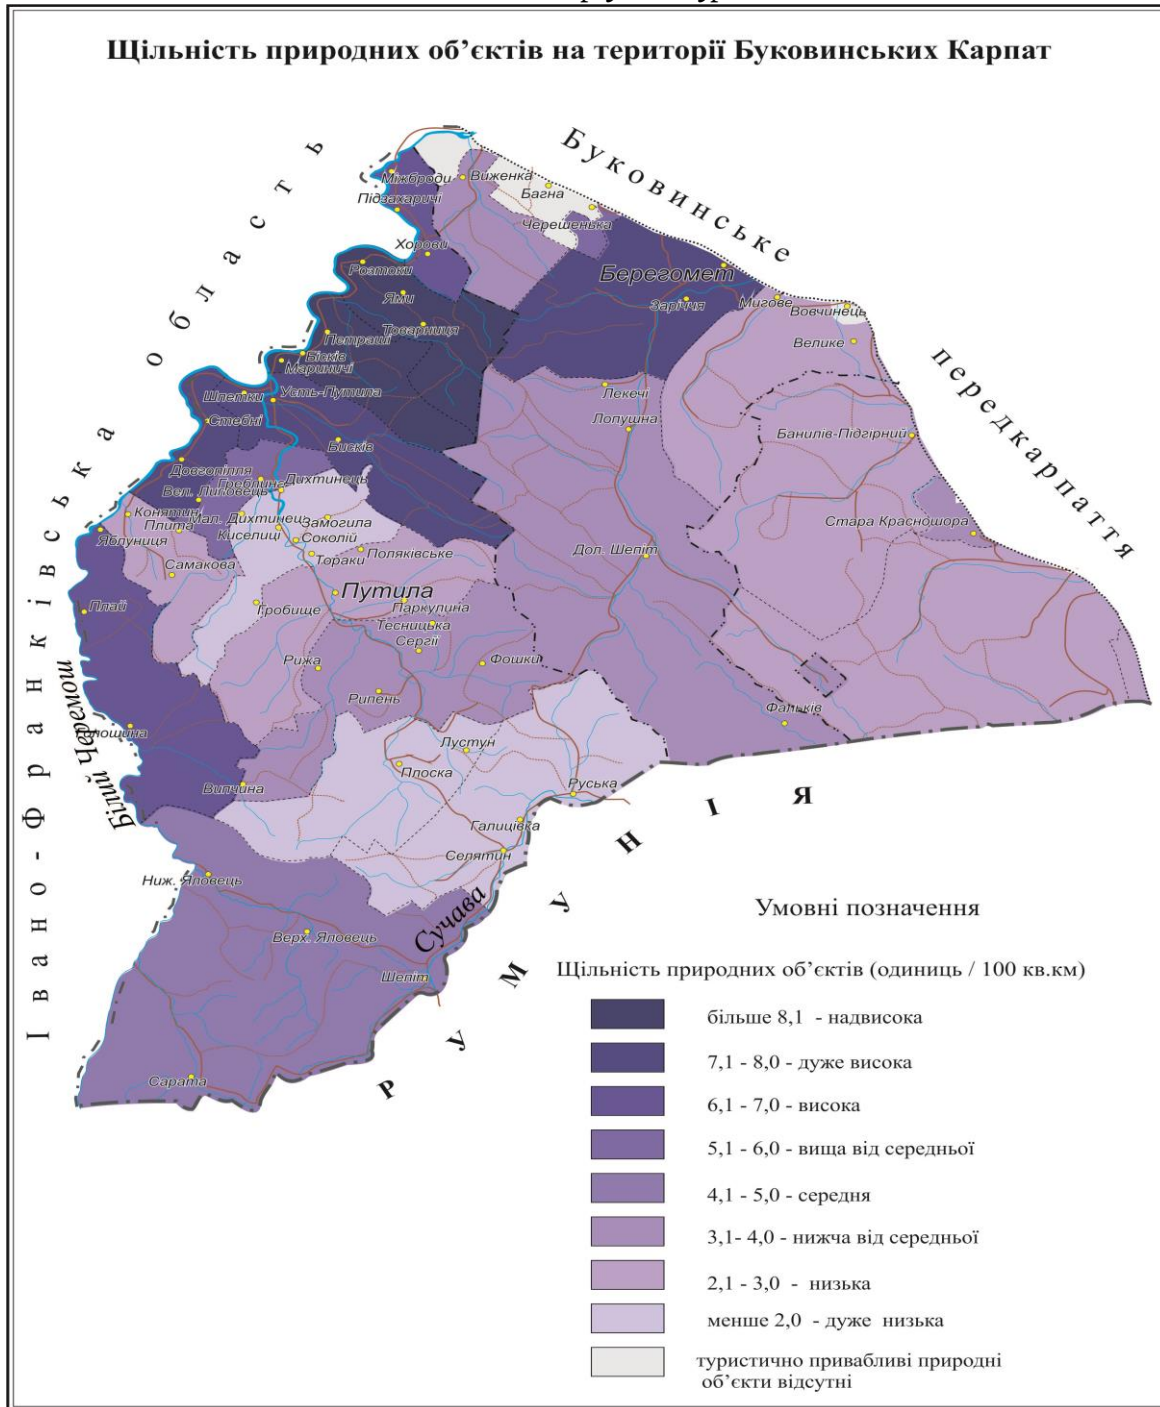 Щільність природних об’єктів на території Буковинських Карпат
Буковинське
передкарпаття
Івано-Франківська область
РУМУНІЯ
Білий Черемош
Сучава
Міжброди
Виженка
Багна
Підзахаричі
Черешенька
Хорови
Розтоки
Берегомет
Ями
Заріччя
Мигове
Вовчинець
Товарниця
Петраші
Велике
Бісків
Мариничі
Шпетки
Усть-Путила
Лекечі
Стебні
Лопушна
Банилів-Підгірний
Бисків
Довгопілля
Греблина
Дихтинець
Вел. Липовець
Конятин
Мал. Дихтинець
Замогила
Плита
Киселиці
Стара Красношора
Яблуниця
Соколій
Тораки
Поляківське
Дол. Шепіт
Самакова
Путила
Плай
Гробище
Паркулина
Тесницька
Сергії
Рижа
Фошки
Рипень
Фальків
Голошина
Лустун
Плоска
Випчина
Руська
Галицівка
Селятин
Ниж. Яловець
Верх. Яловець
Шепіт
Сарата
Умовні позначення
Щільність природних об’єктів (одиниць / 100 кв.км)
більше 8,1 - надвисока
7,1 - 8,0 - дуже висока
6,1 - 7,0 - висока
5,1 - 6,0 - вища від середньої
4,1 - 5,0 - середня
3,1- 4,0 - нижча від середньої
2,1 - 3,0 - низька
менше 2,0 - дуже низька
туристично привабливі природні
об’єкти відсутні